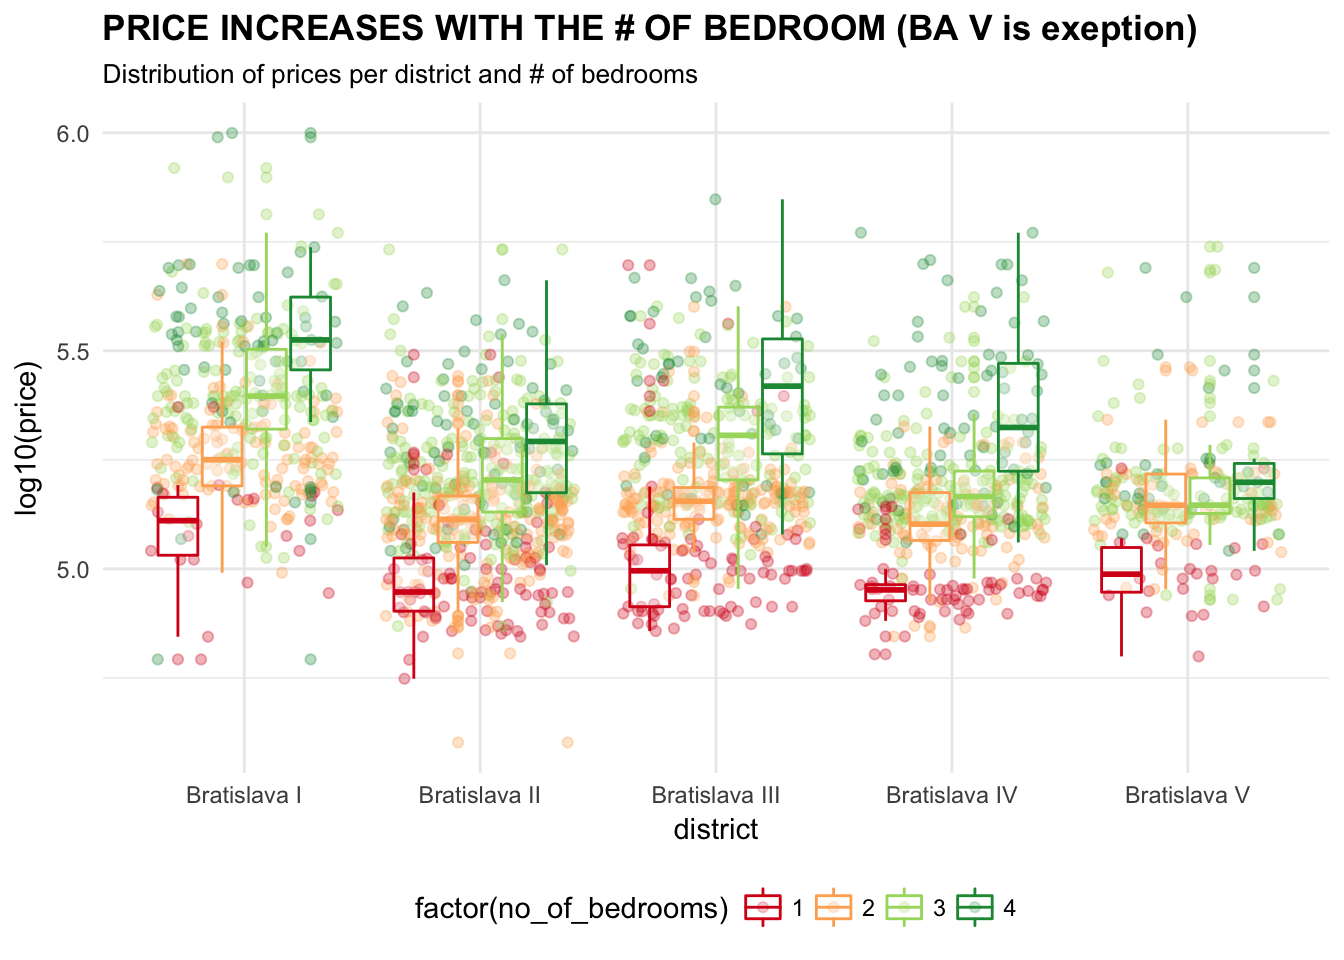 PRICE INCREASES WITH THE # OF BEDROOM (BA V is exeption)
Distribution of prices per district and # of bedrooms
6.0
5.5
5.0
log10(price)
Bratislava I Bratislava II Bratislava III Bratislava IV Bratislava V
district
factor(no_of_bedrooms) 1 2 3 4